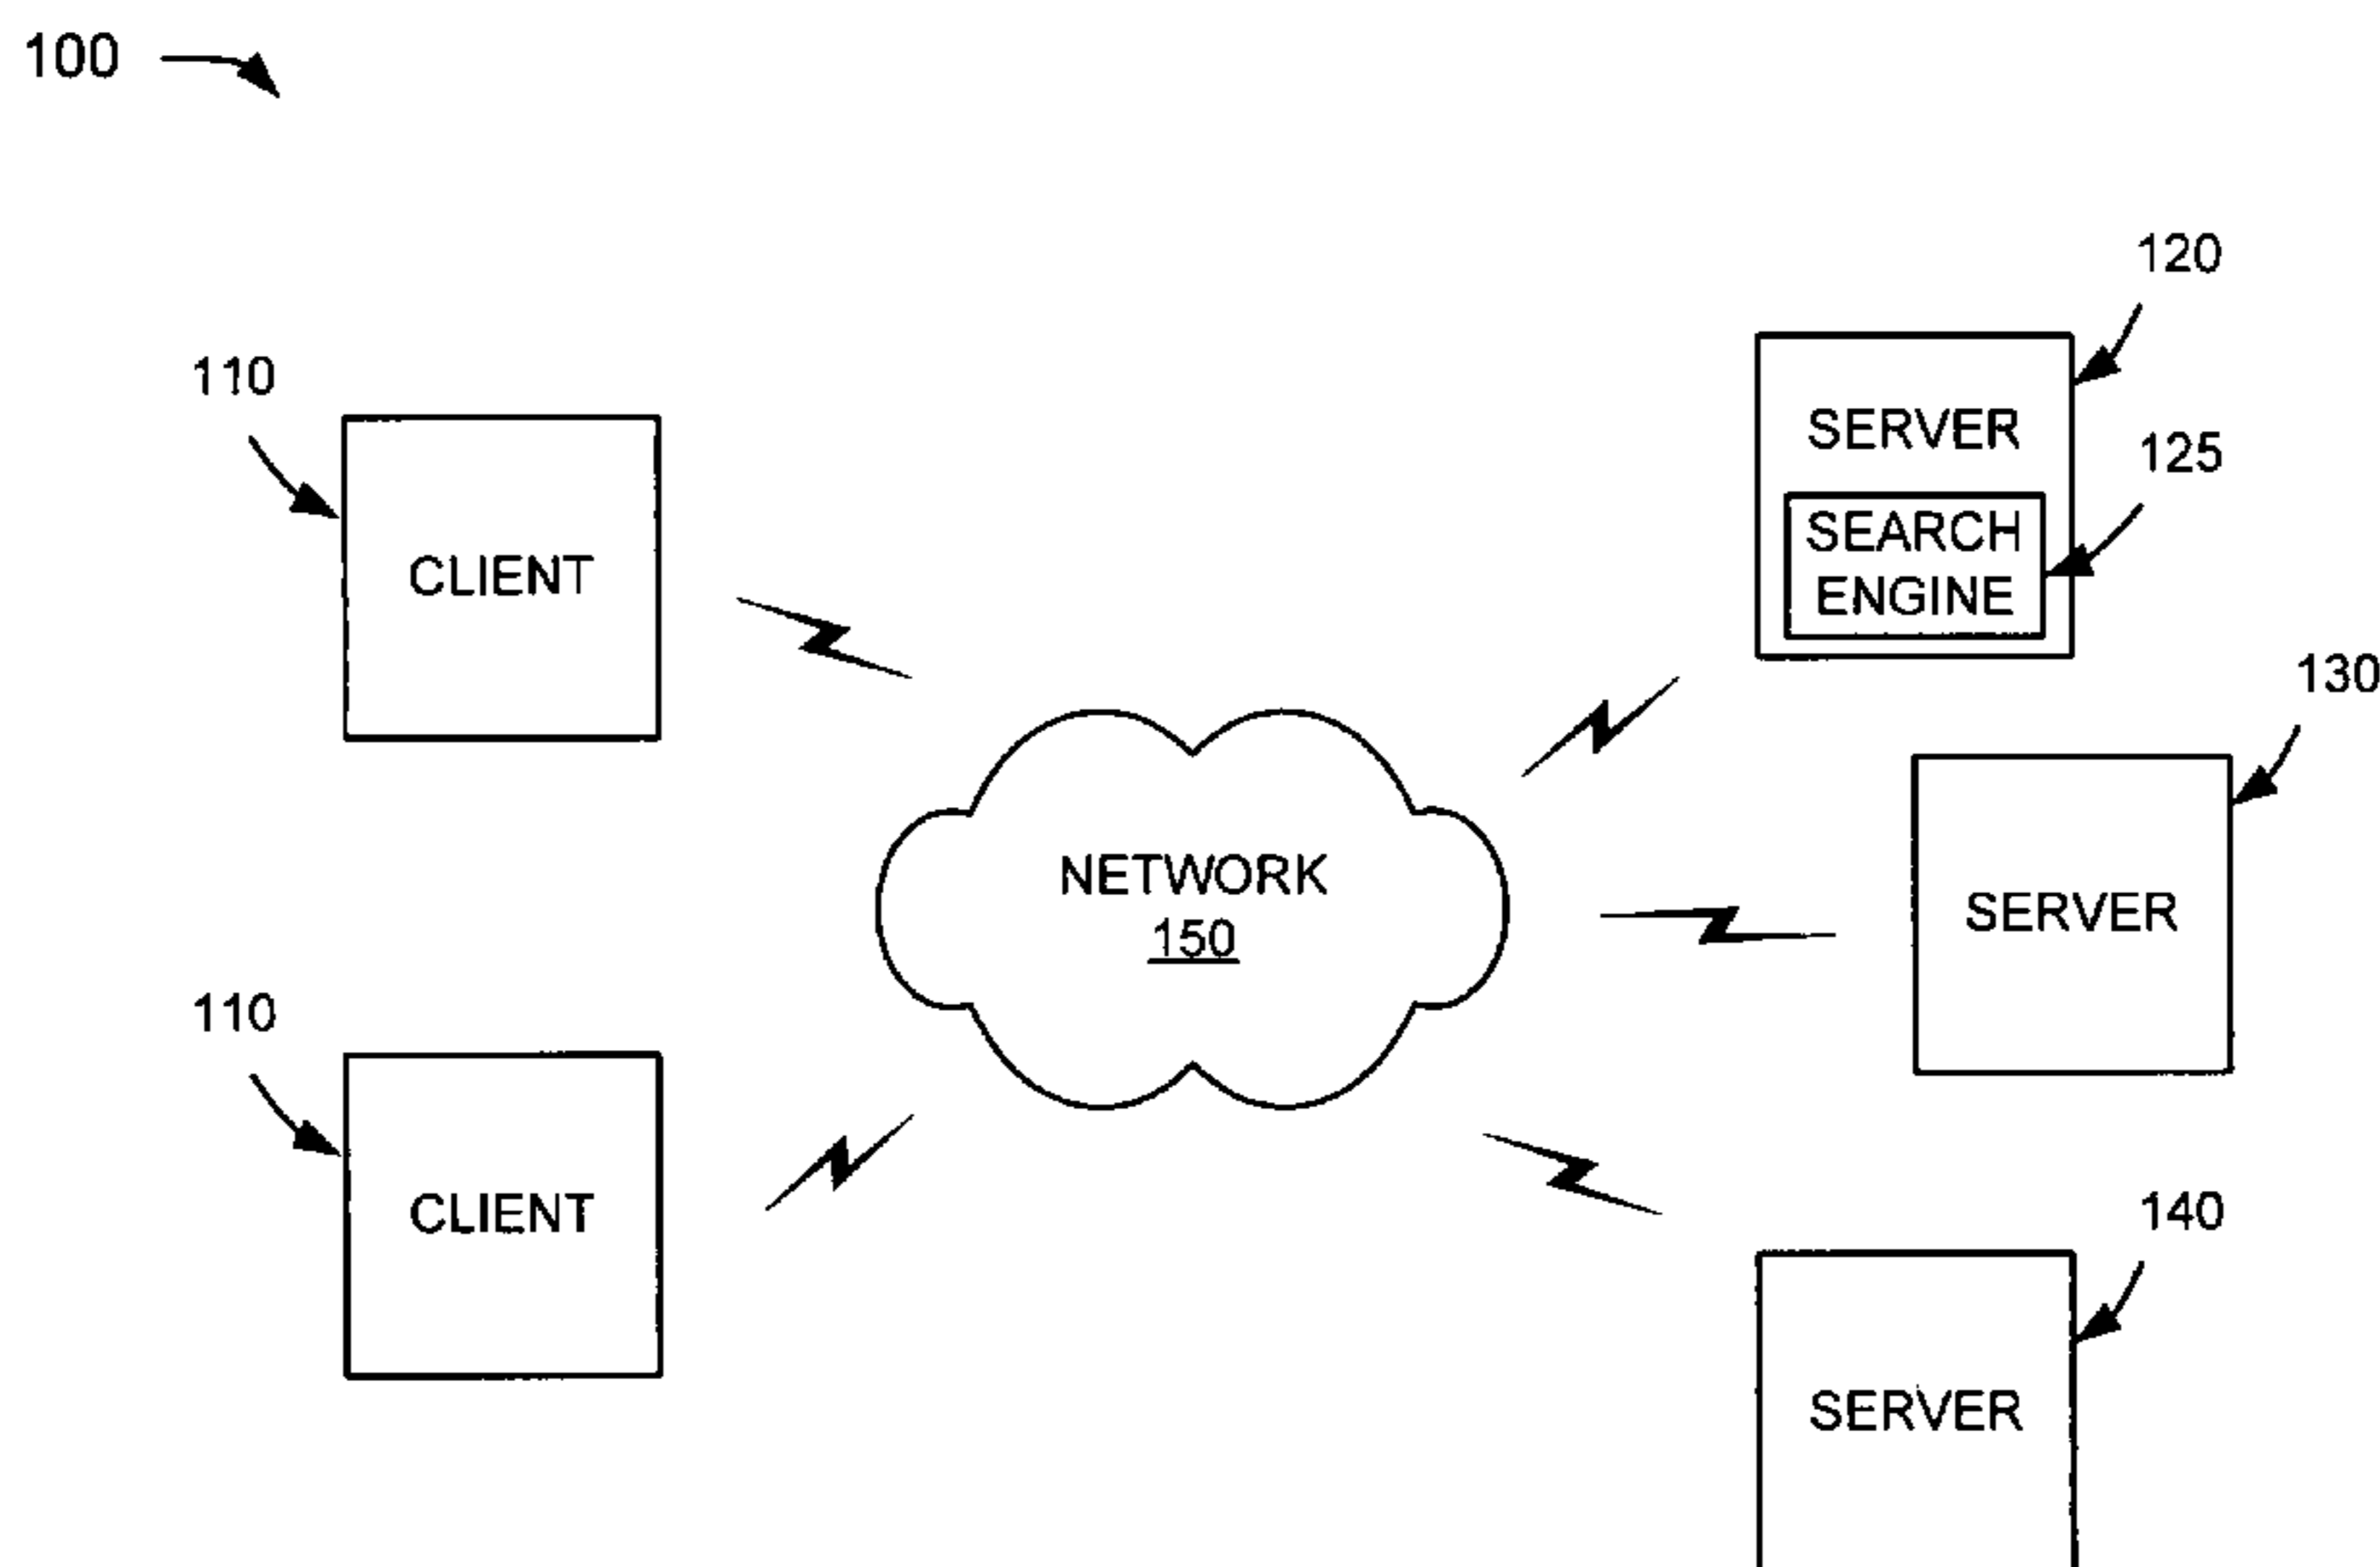 100
120
110
SERVER
125
SEARCH
ENGINE
CLIENT
130
NETWORK
150
SERVER
110
CLIENT
140
SERVER